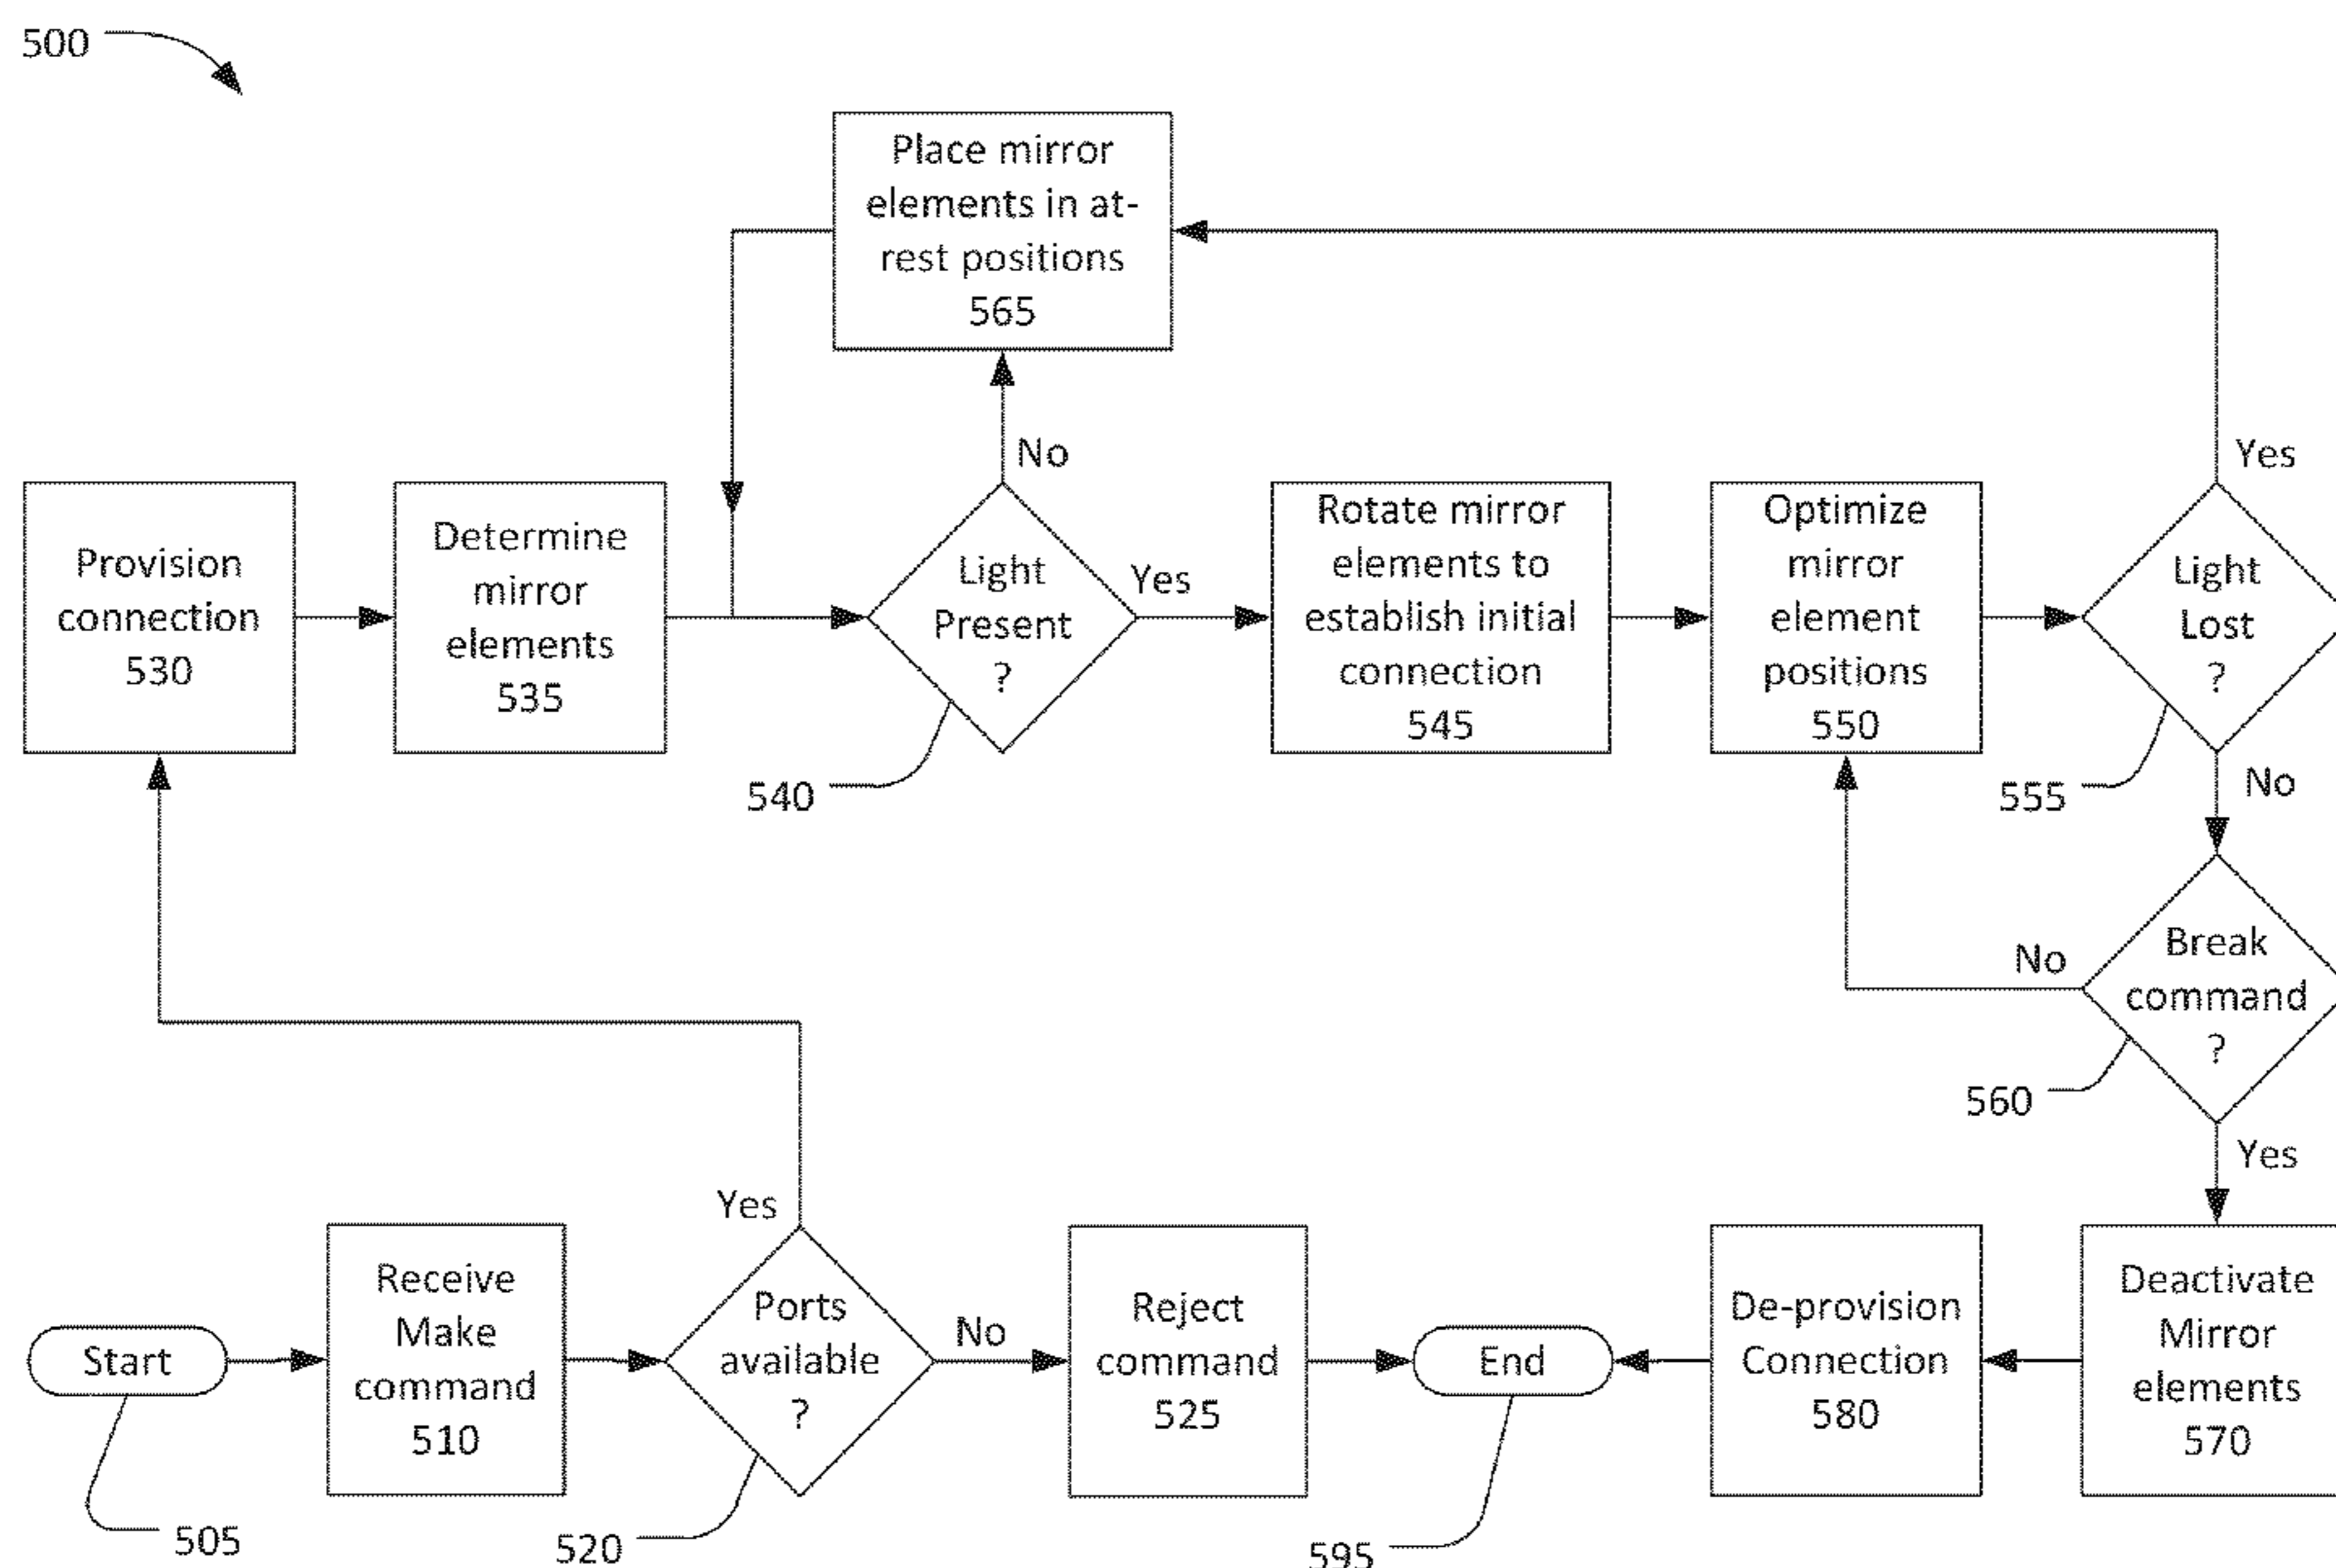 500
Place mirror
elements in at-
rest positions
565
No
Yes
Provision
connection
530
Determine
mirror
elements
535
Light
Present
?
Yes
540
Rotate mirror
elements to
establish initial
connection
545
Optimize
mirror
element
positions
550
Light
Lost
?
555
No
Break
command
?
No
560
Yes
Start
505
Receive
Make
command
510
Yes
Ports
available
?
520
No
Reject
command
525
End
595
De-provision
Connection
580
Deactivate
Mirror
elements
570